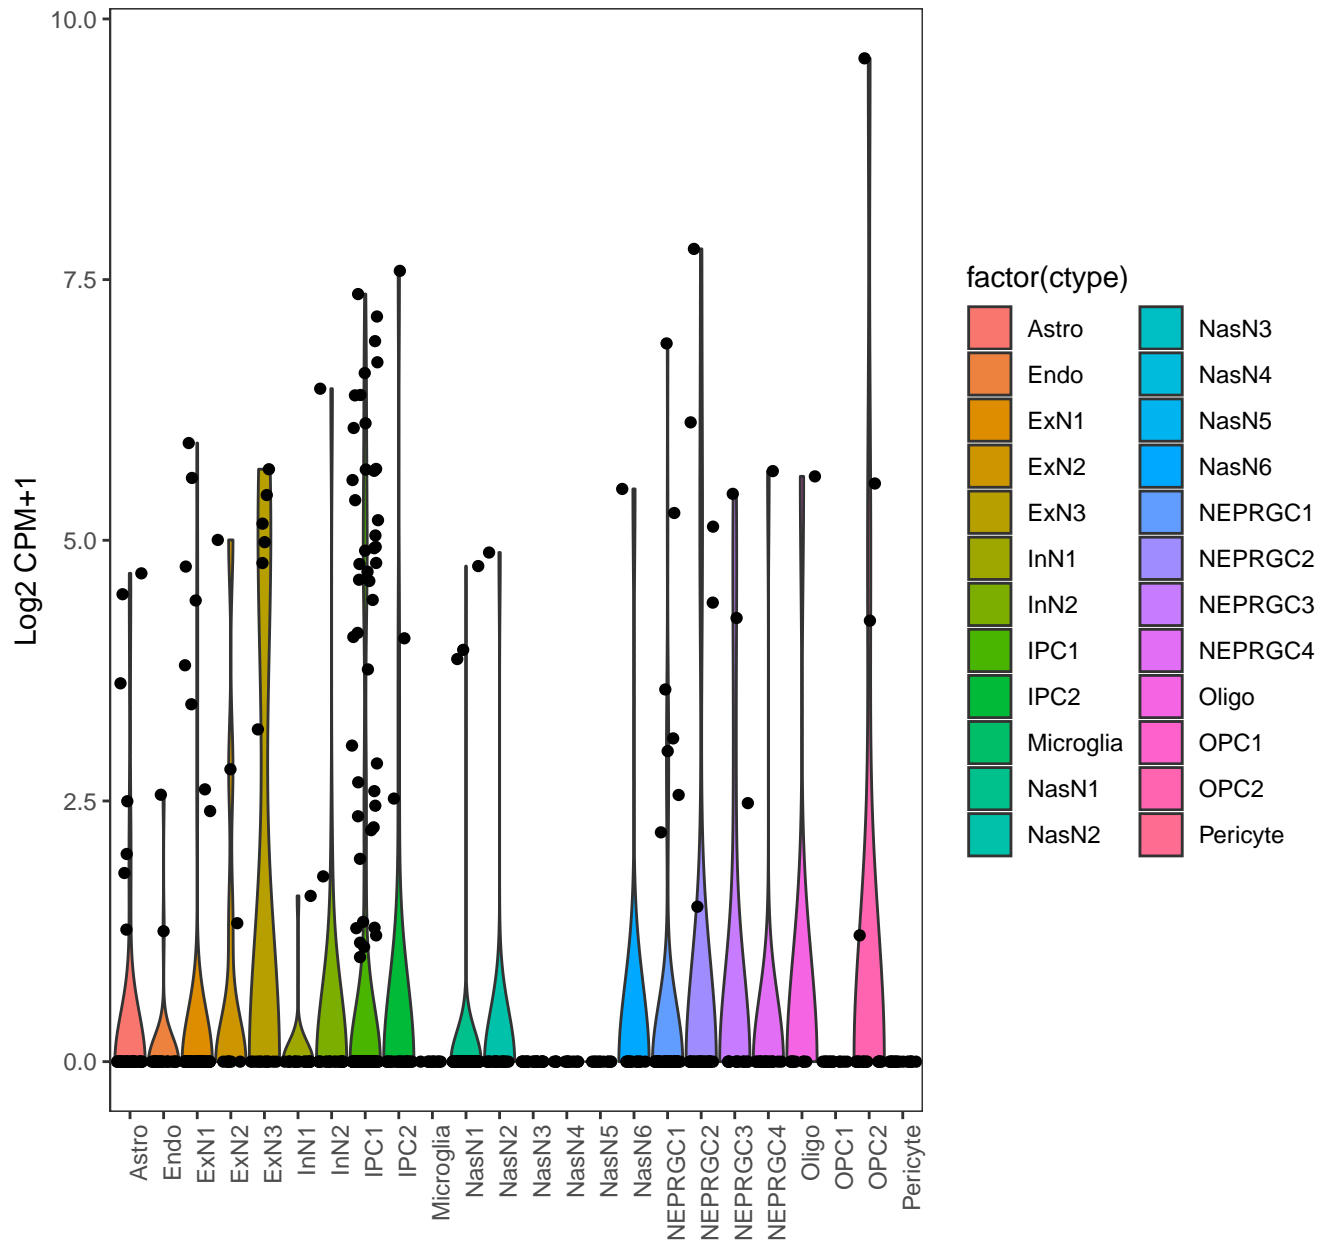 10.0
7.5
5.0
2.5
0.0
Log2 CPM+1
Astro
Endo
ExN1
ExN2
ExN3
InN1
InN2
IPC1
IPC2
Microglia
NasN1
NasN2
NasN3
NasN4
NasN5
NasN6
NEPRGC1
NEPRGC2
NEPRGC3
NEPRGC4
Oligo
OPC1
OPC2
Pericyte
factor(ctype)
Astro
Endo
ExN1
ExN2
ExN3
InN1
InN2
IPC1
IPC2
Microglia
NasN1
NasN2
NasN3
NasN4
NasN5
NasN6
NEPRGC1
NEPRGC2
NEPRGC3
NEPRGC4
Oligo
OPC1
OPC2
Pericyte